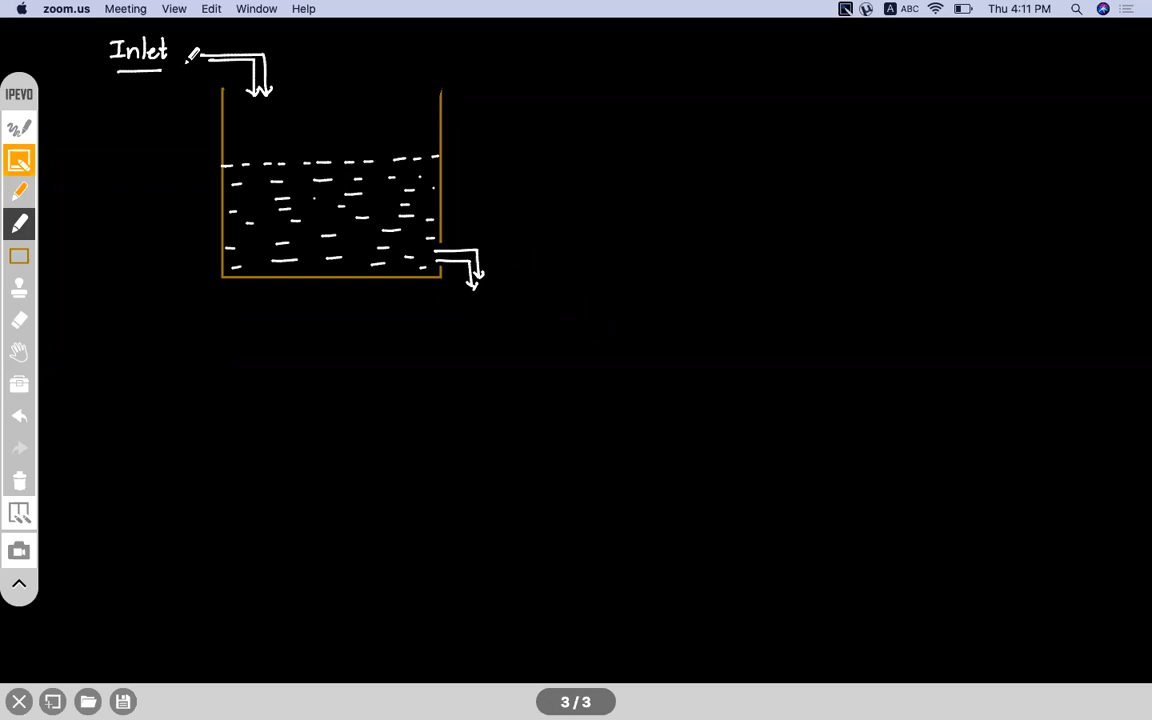 zoom.us Meeting View Edit Window Help A ABC Thu 4:11 PM
Inlet
IPEVO
3 / 3